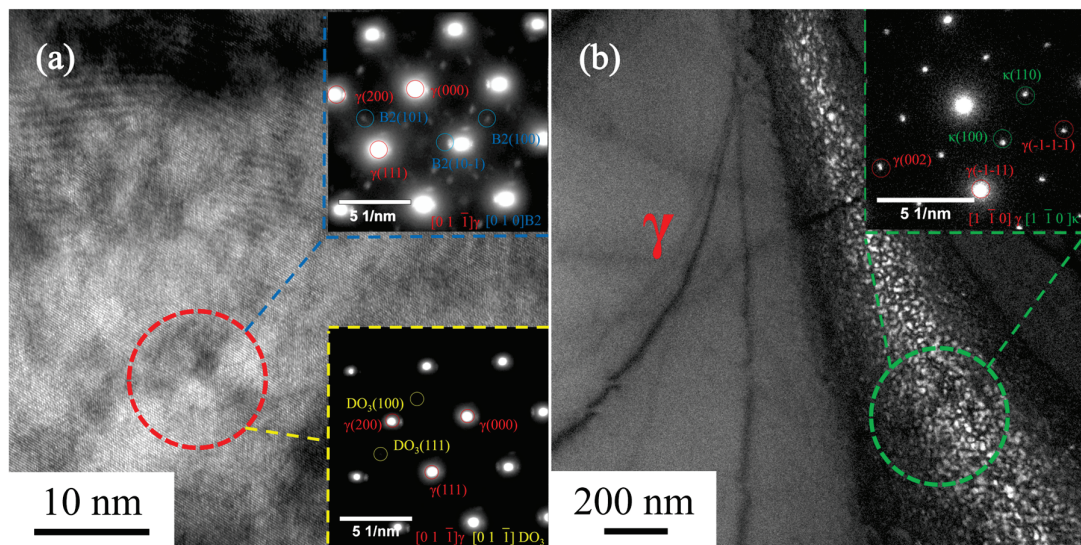 (a)
γ(200)
γ(000)
B2(101)
B2(100)
B2(10-1)
γ(111)
5 1/nm
[0 1 1̄]γ [0 1 0]B2
DO₃(100)
γ(200)
γ(000)
DO₃(111)
γ(111)
5 1/nm
[0 1 1̄]γ [0 1 1̄] DO₃
10 nm
(b)
κ(110)
κ(100)
γ(-1-1-1)
γ(002)
γ(-1-11)
5 1/nm
[1 1̄ 0] γ [1 1̄ 0]κ
γ
200 nm